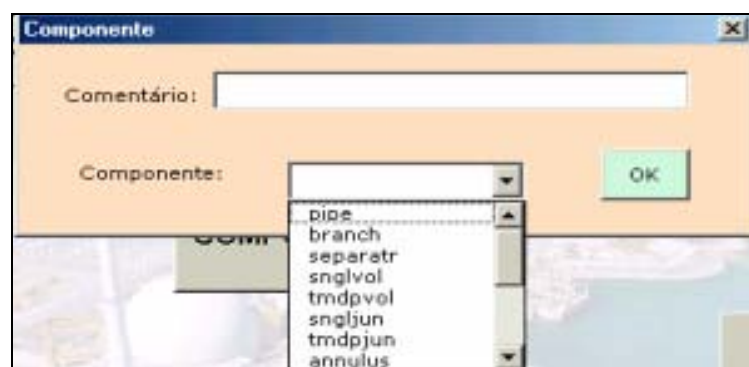 Componente
Comentário:
Componente:
OK
pipe
branch
separatr
snglvol
tmdpvol
sngljun
tmdpjun
annulus